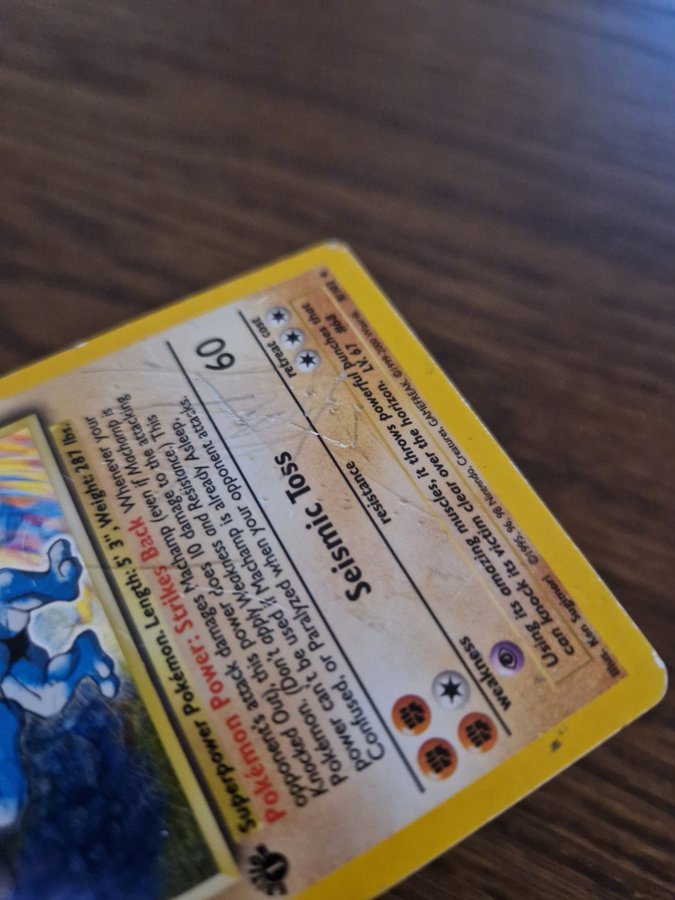 Superpower Pokémon. Length: 5' 3", Weight: 287 lbs.
Pokémon Power: Strikes Back Whenever your
opponent's attack damages Machamp (even if Machamp is
Knocked Out), this power does 10 damage to the attacking
Pokémon. (Don't apply Weakness and Resistance.) This
power can't be used if Machamp is already Asleep,
Confused, or Paralyzed when your opponent attacks.
Seismic Toss 60
weakness resistance retreat cost
Using its amazing muscles, it throws powerful punches that
can knock its victim clear over the horizon. LV. 67 #68
Illus. Ken Sugimori ©1995, 96, 98 Nintendo, Creatures, GAMEFREAK. ©1999-2000 Wizards. 8/102 ★